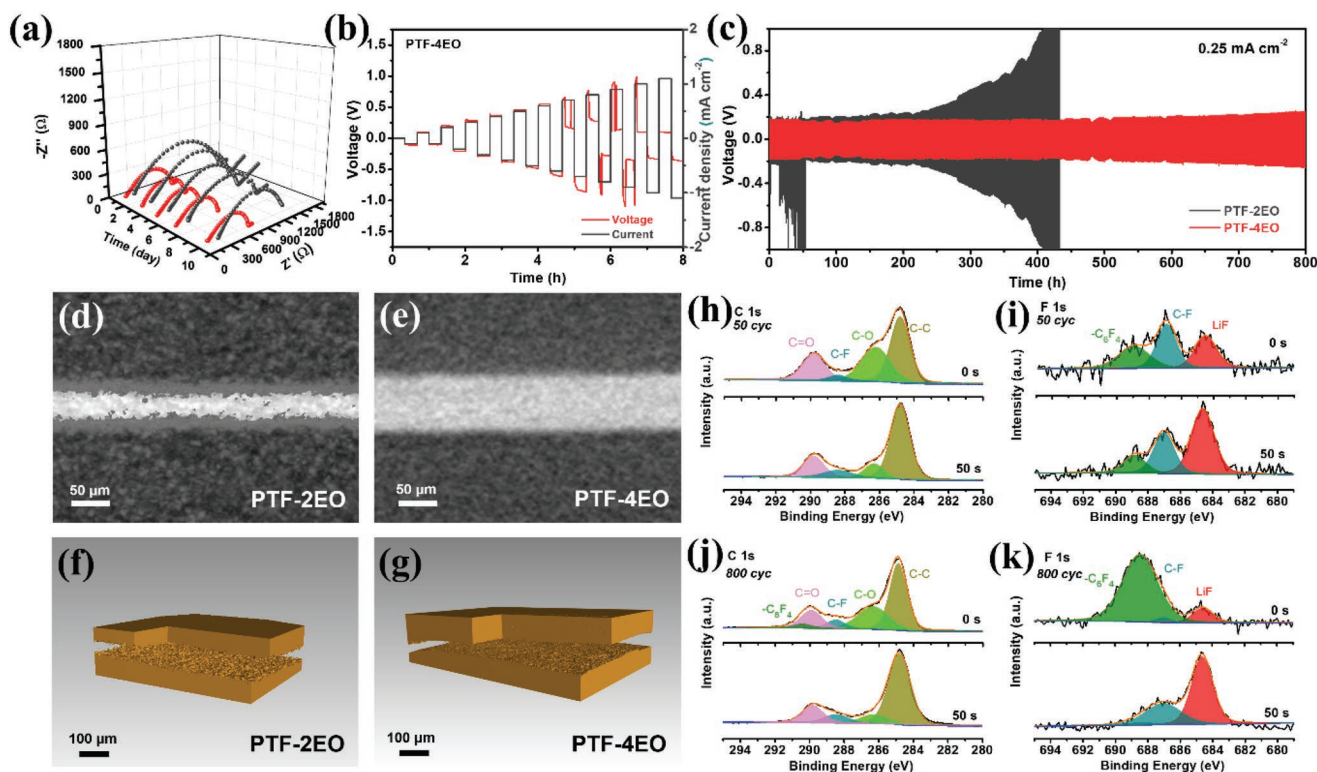 (a)
1800
1500
1200
900
600
300
0
-Z'' (Ω)
0
2
4
6
8
10
Time (day)
0
300
600
900
1200
1500
1800
Z' (Ω)
(b)
PTF-4EO
1.5
1.0
0.5
0.0
-0.5
-1.0
-1.5
Voltage (V)
2
1
0
-1
-2
Current density (mA cm⁻²)
Voltage
Current
0 1 2 3 4 5 6 7 8
Time (h)
(c)
0.25 mA cm⁻²
0.8
0.4
0.0
-0.4
-0.8
Voltage (V)
PTF-2EO
PTF-4EO
0 100 200 300 400 500 600 700 800
Time (h)
(d)
50 µm
PTF-2EO
(e)
50 µm
PTF-4EO
(f)
100 µm
PTF-2EO
(g)
100 µm
PTF-4EO
(h)
C 1s
50 cyc
C=O
C-F
C-O
C-C
0 s
50 s
Intensity (a.u.)
294 292 290 288 286 284 282 280
Binding Energy (eV)
(i)
F 1s
50 cyc
-C₆F₄
C-F
LiF
0 s
50 s
Intensity (a.u.)
694 692 690 688 686 684 682 680
Binding Energy (eV)
(j)
C 1s
800 cyc
-C₆F₄
C=O
C-F
C-O
C-C
0 s
50 s
Intensity (a.u.)
294 292 290 288 286 284 282 280
Binding Energy (eV)
(k)
F 1s
800 cyc
-C₆F₄
C-F
LiF
0 s
50 s
Intensity (a.u.)
694 692 690 688 686 684 682 680
Binding Energy (eV)